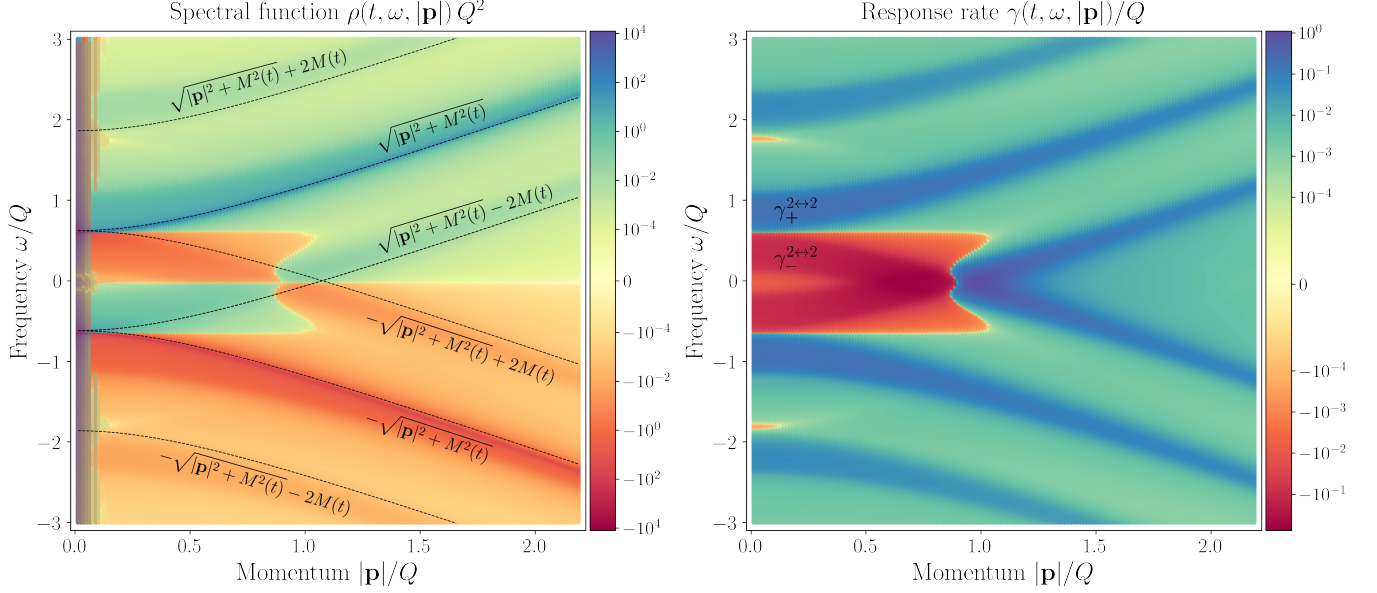 Spectral function ρ(t, ω, |p|) Q²
Frequency ω/Q
3
2
1
0
−1
−2
−3
√(|p|² + M²(t)) + 2M(t)
√(|p|² + M²(t))
√(|p|² + M²(t)) − 2M(t)
−√(|p|² + M²(t)) + 2M(t)
−√(|p|² + M²(t))
−√(|p|² + M²(t)) − 2M(t)
0.0 0.5 1.0 1.5 2.0
Momentum |p|/Q
10⁴
10²
10⁰
10⁻²
10⁻⁴
0
−10⁻⁴
−10⁻²
−10⁰
−10²
−10⁴
Response rate γ(t, ω, |p|)/Q
Frequency ω/Q
3
2
1
0
−1
−2
−3
γ₊²↔²
γ₋²↔²
0.0 0.5 1.0 1.5 2.0
Momentum |p|/Q
10⁰
10⁻¹
10⁻²
10⁻³
10⁻⁴
0
−10⁻⁴
−10⁻³
−10⁻²
−10⁻¹